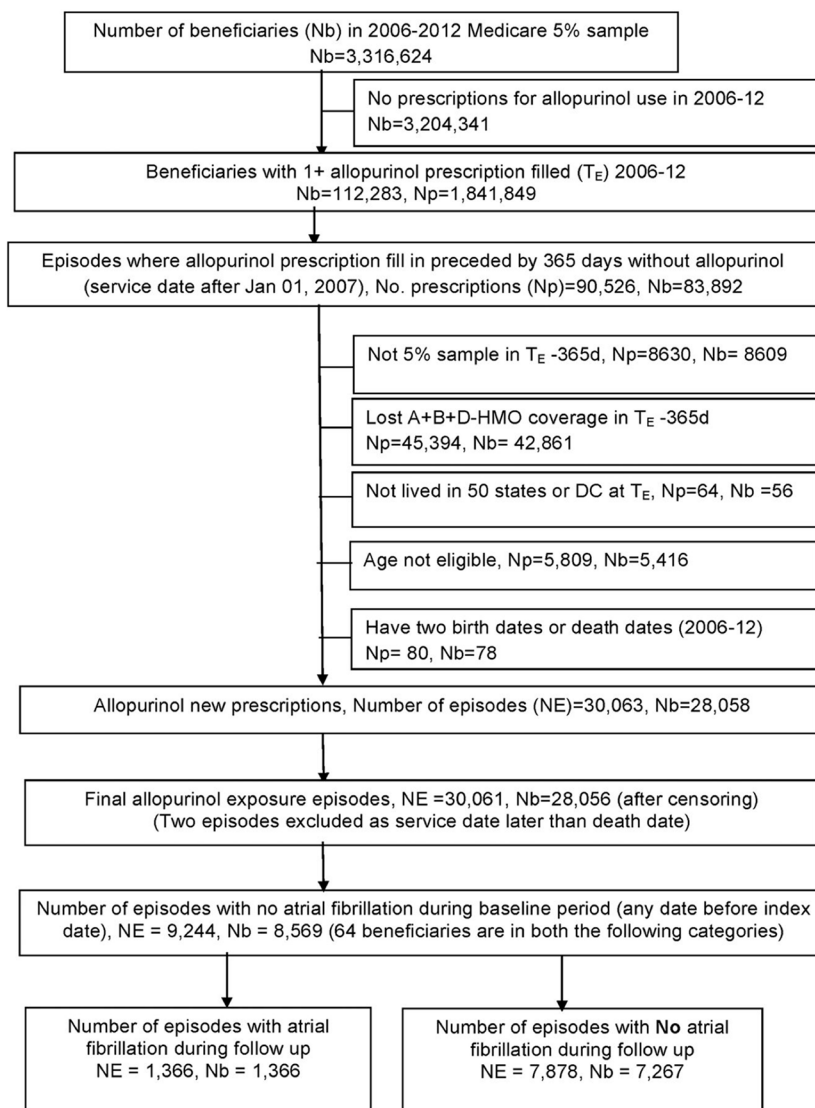 Number of beneficiaries (Nb) in 2006-2012 Medicare 5% sample
Nb=3,316,624
No prescriptions for allopurinol use in 2006-12
Nb=3,204,341
Beneficiaries with 1+ allopurinol prescription filled (TE) 2006-12
Nb=112,283, Np=1,841,849
Episodes where allopurinol prescription fill in preceded by 365 days without allopurinol
(service date after Jan 01, 2007), No. prescriptions (Np)=90,526, Nb=83,892
Not 5% sample in TE -365d, Np=8630, Nb= 8609
Lost A+B+D-HMO coverage in TE -365d
Np=45,394, Nb= 42,861
Not lived in 50 states or DC at TE, Np=64, Nb =56
Age not eligible, Np=5,809, Nb=5,416
Have two birth dates or death dates (2006-12)
Np= 80, Nb=78
Allopurinol new prescriptions, Number of episodes (NE)=30,063, Nb=28,058
Final allopurinol exposure episodes, NE =30,061, Nb=28,056 (after censoring)
(Two episodes excluded as service date later than death date)
Number of episodes with no atrial fibrillation during baseline period (any date before index
date), NE = 9,244, Nb = 8,569 (64 beneficiaries are in both the following categories)
Number of episodes with atrial
fibrillation during follow up
NE = 1,366, Nb = 1,366
Number of episodes with No atrial
fibrillation during follow up
NE = 7,878, Nb = 7,267